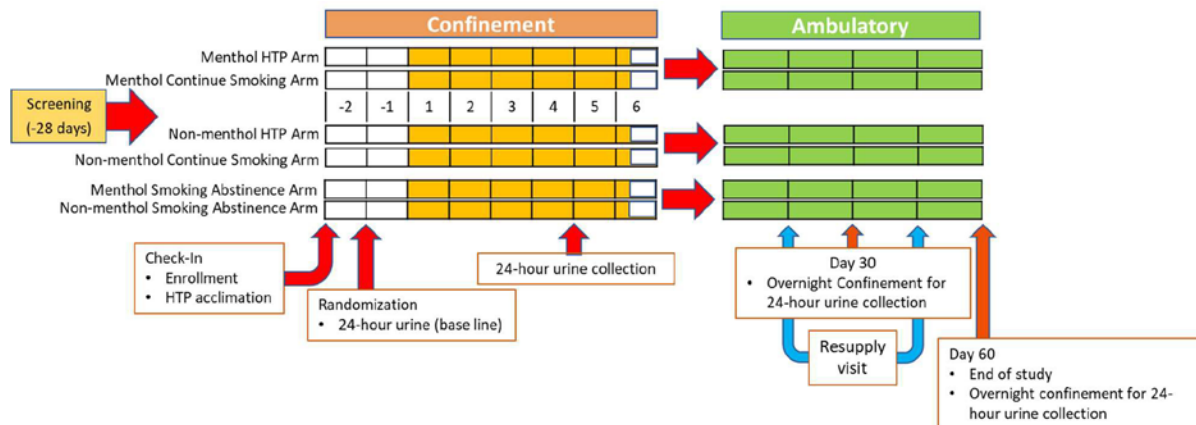 Confinement
Ambulatory
Menthol HTP Arm
Menthol Continue Smoking Arm
Screening
(-28 days)
-2 -1 1 2 3 4 5 6
Non-menthol HTP Arm
Non-menthol Continue Smoking Arm
Menthol Smoking Abstinence Arm
Non-menthol Smoking Abstinence Arm
Check-In
• Enrollment
• HTP acclimation
Randomization
• 24-hour urine (base line)
24-hour urine collection
Day 30
• Overnight Confinement for
24-hour urine collection
Resupply
visit
Day 60
• End of study
• Overnight confinement for 24-
hour urine collection